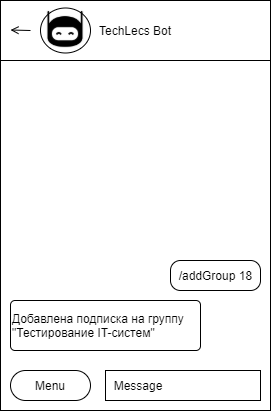 TechLecs Bot
/addGroup 18
Добавлена подписка на группу
"Тестирование IT-систем"
Menu
Message